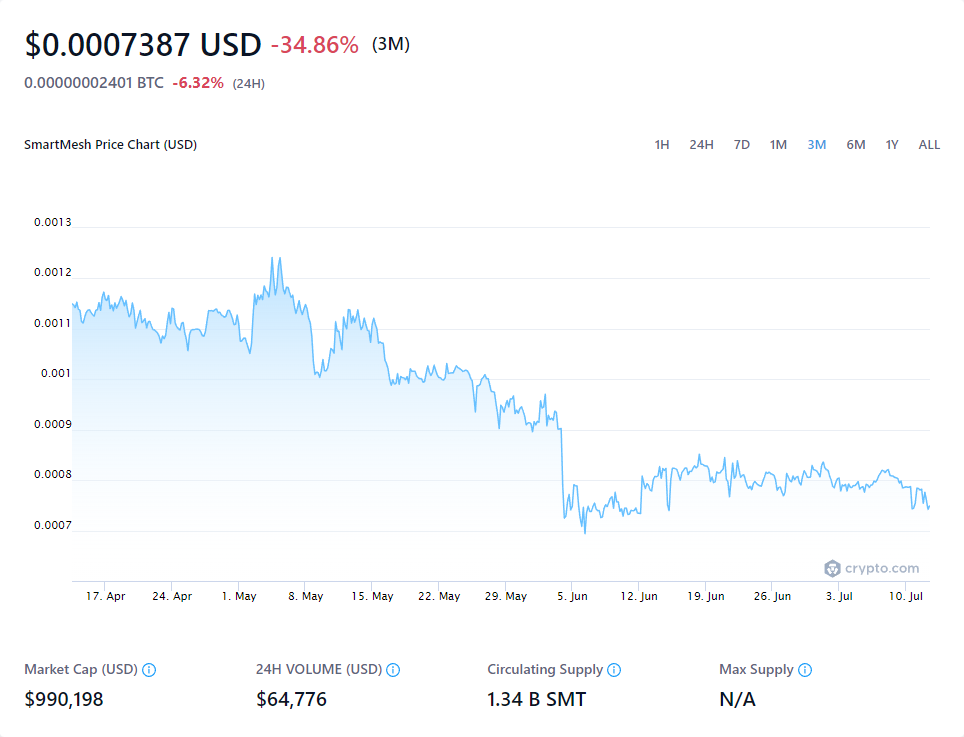 $0.0007387 USD -34.86% (3M)
0.00000002401 BTC -6.32% (24H)
SmartMesh Price Chart (USD) 1H 24H 7D 1M 3M 6M 1Y ALL
0.0013
0.0012
0.0011
0.001
0.0009
0.0008
0.0007
crypto.com
17. Apr 24. Apr 1. May 8. May 15. May 22. May 29. May 5. Jun 12. Jun 19. Jun 26. Jun 3. Jul 10. Jul
Market Cap (USD) 24H VOLUME (USD) Circulating Supply Max Supply
$990,198 $64,776 1.34 B SMT N/A